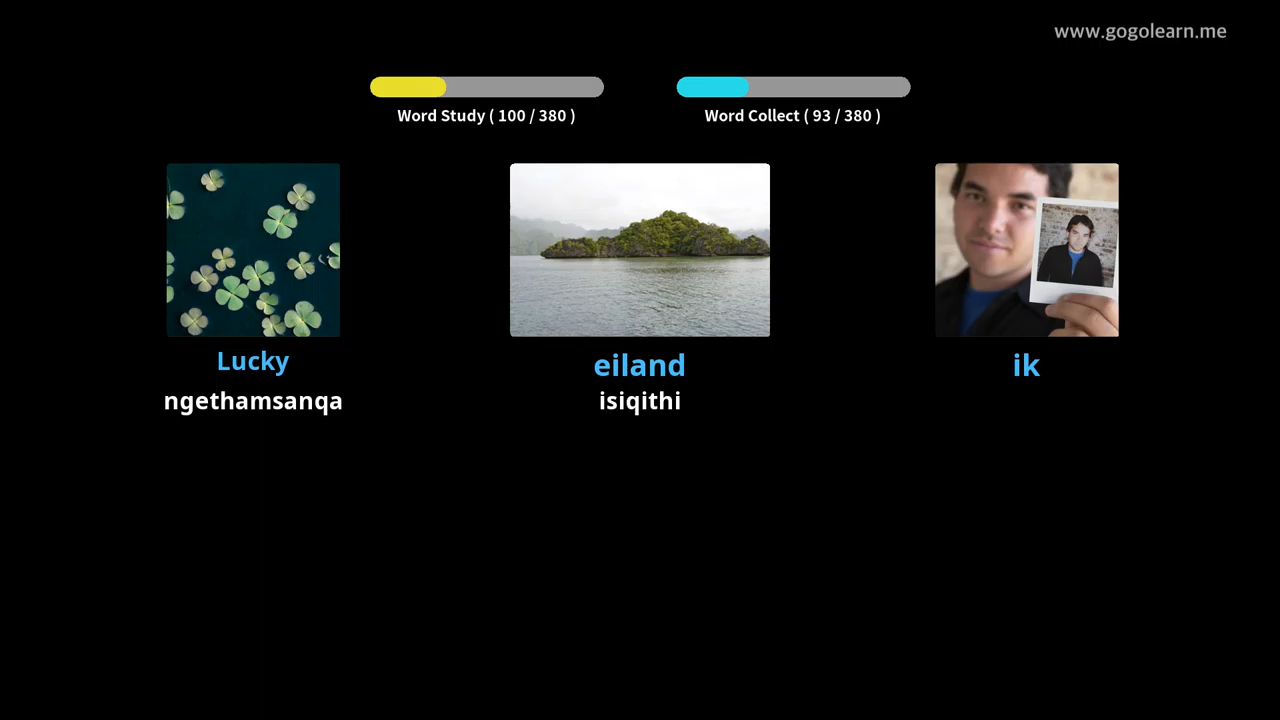 www.gogolearn.me
Word Study ( 100 / 380 )
Word Collect ( 93 / 380 )
Lucky
ngethamsanqa
eiland
isiqithi
ik